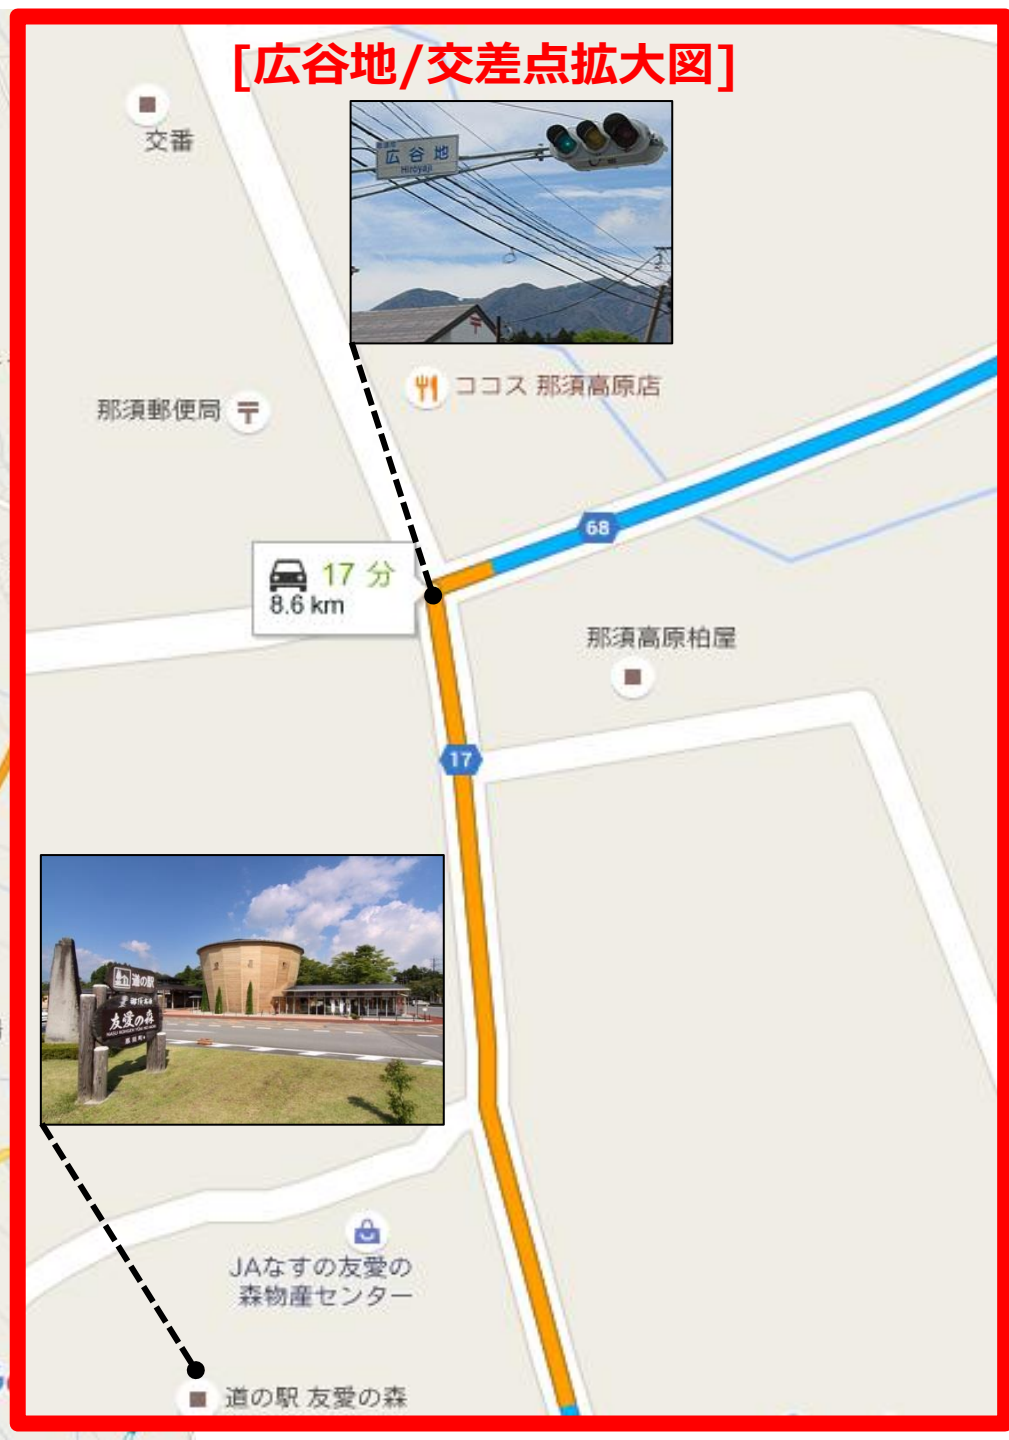 [広谷地/交差点拡大図]
交番
広谷地
Hiroyaji
ココス 那須高原店
那須郵便局
68
17 分
8.6 km
那須高原柏屋
17
道の駅
友愛の森
JAなすの友愛の
森物産センター
道の駅 友愛の森